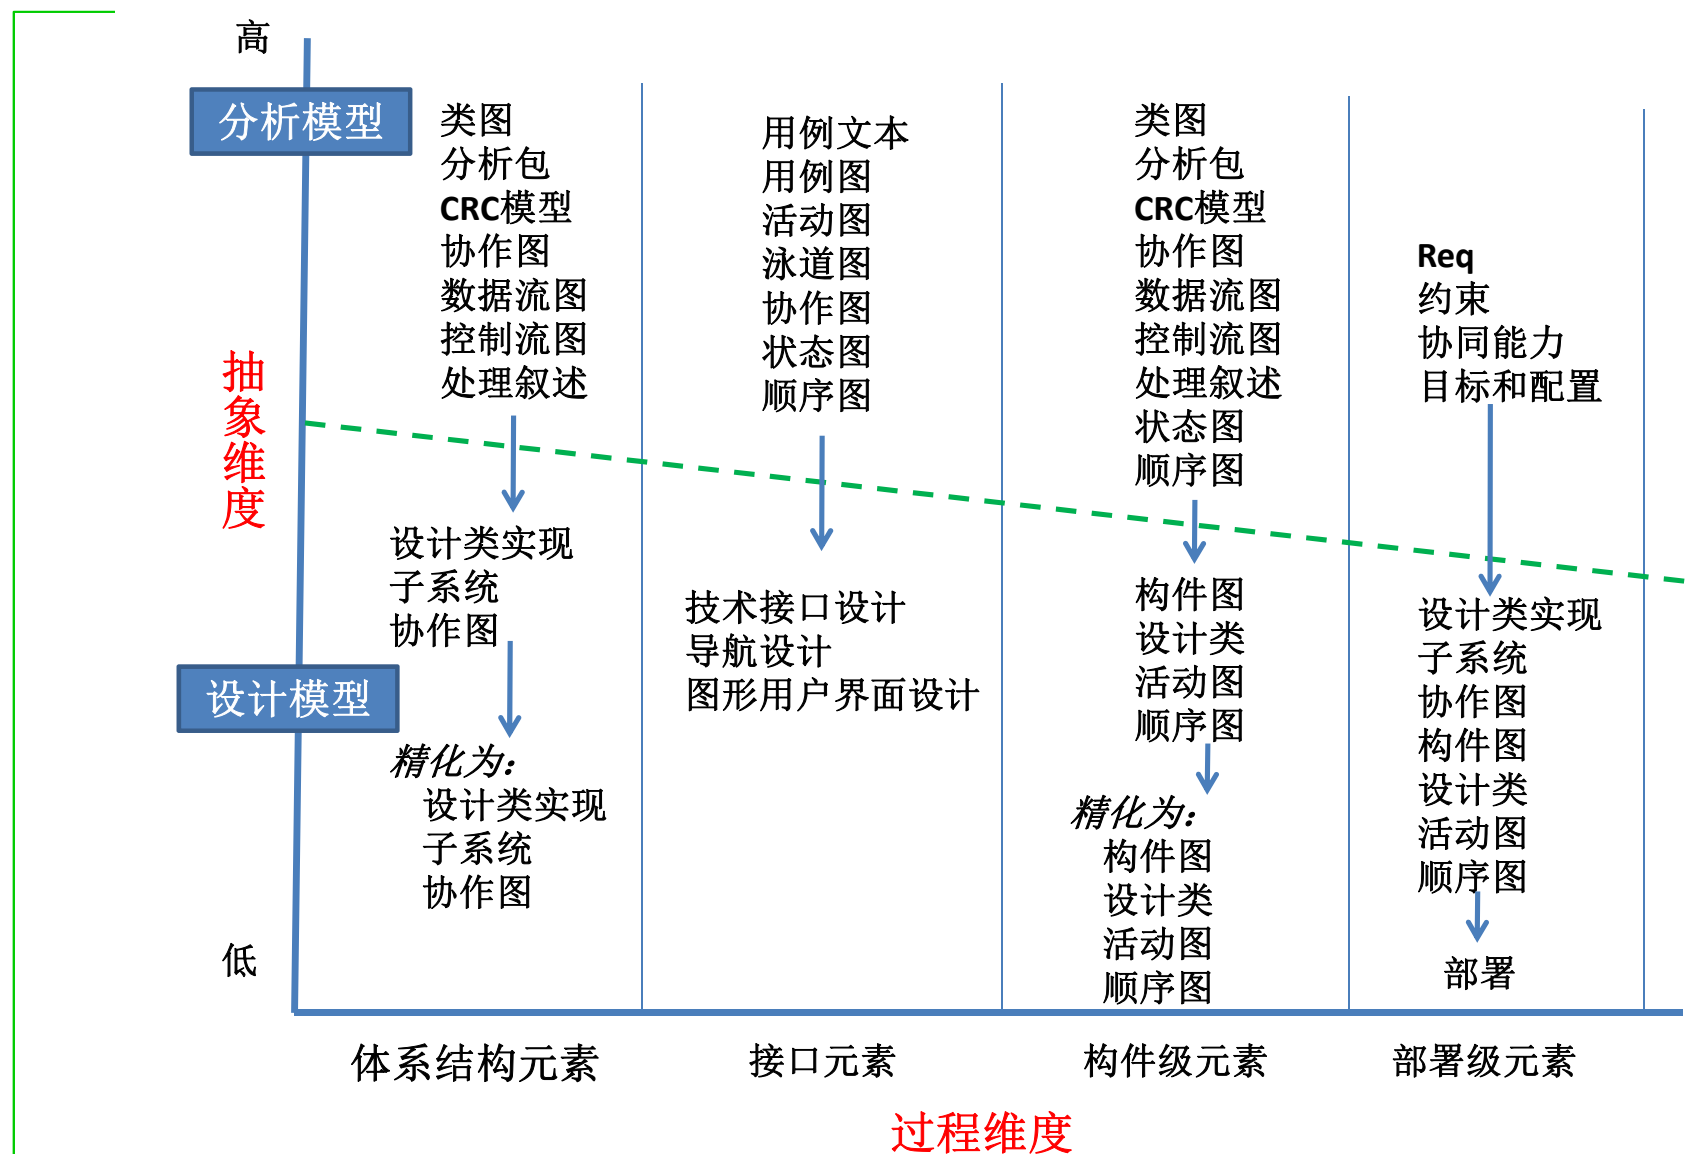 高
分析模型
抽象维度
设计模型
低
类图
分析包
CRC模型
协作图
数据流图
控制流图
处理叙述
设计类实现
子系统
协作图
精化为：
设计类实现
子系统
协作图
用例文本
用例图
活动图
泳道图
协作图
状态图
顺序图
技术接口设计
导航设计
图形用户界面设计
类图
分析包
CRC模型
协作图
数据流图
控制流图
处理叙述
状态图
顺序图
构件图
设计类
活动图
顺序图
精化为：
构件图
设计类
活动图
顺序图
Req
约束
协同能力
目标和配置
设计类实现
子系统
协作图
构件图
设计类
活动图
顺序图
部署
体系结构元素
接口元素
构件级元素
部署级元素
过程维度